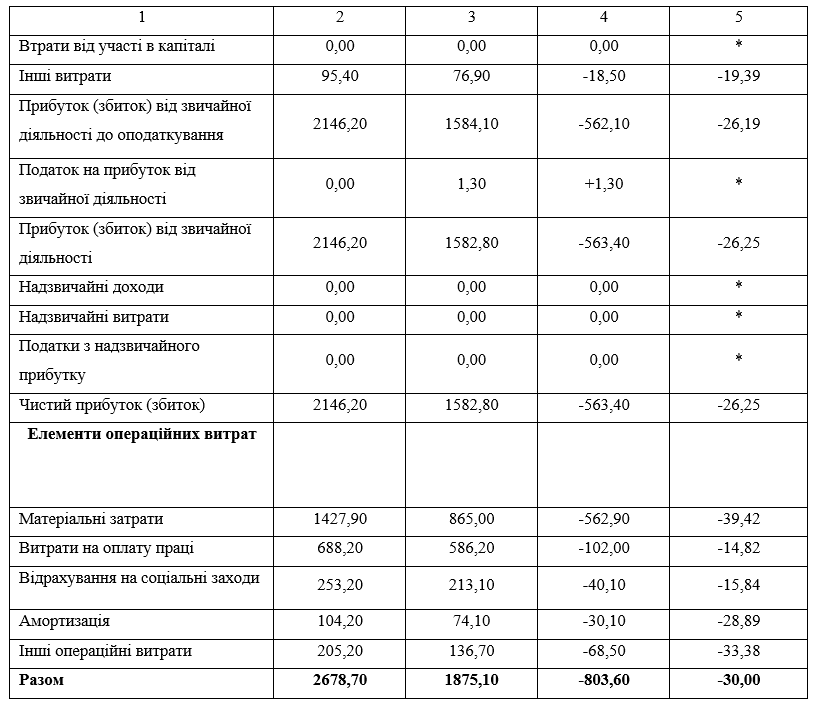 1 2 3 4 5
Втрати від участі в капіталі 0,00 0,00 0,00 *
Інші витрати 95,40 76,90 -18,50 -19,39
Прибуток (збиток) від звичайної
діяльності до оподаткування 2146,20 1584,10 -562,10 -26,19
Податок на прибуток від
звичайної діяльності 0,00 1,30 +1,30 *
Прибуток (збиток) від звичайної
діяльності 2146,20 1582,80 -563,40 -26,25
Надзвичайні доходи 0,00 0,00 0,00 *
Надзвичайні витрати 0,00 0,00 0,00 *
Податки з надзвичайного
прибутку 0,00 0,00 0,00 *
Чистий прибуток (збиток) 2146,20 1582,80 -563,40 -26,25
Елементи операційних витрат
Матеріальні затрати 1427,90 865,00 -562,90 -39,42
Витрати на оплату праці 688,20 586,20 -102,00 -14,82
Відрахування на соціальні заходи 253,20 213,10 -40,10 -15,84
Амортизація 104,20 74,10 -30,10 -28,89
Інші операційні витрати 205,20 136,70 -68,50 -33,38
Разом 2678,70 1875,10 -803,60 -30,00